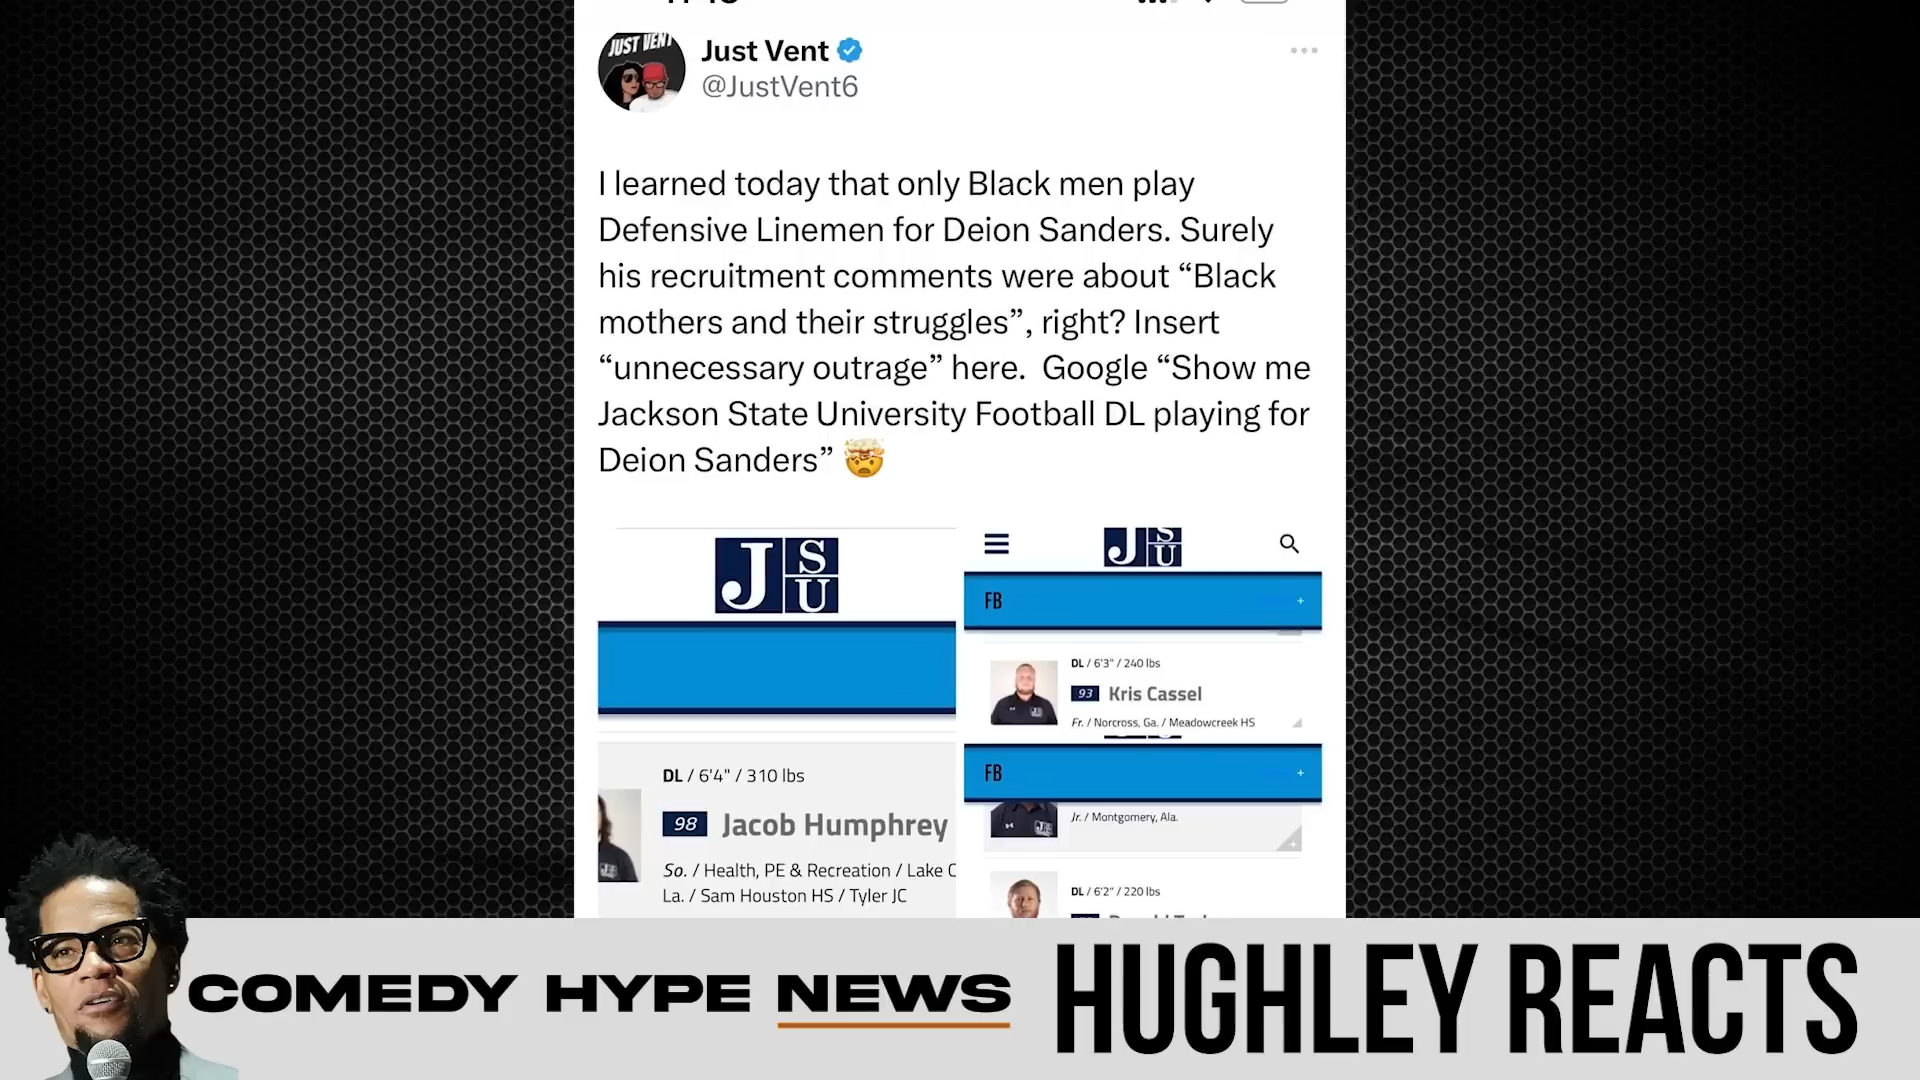 JUST VENT
Just Vent
@JustVent6
I learned today that only Black men play
Defensive Linemen for Deion Sanders. Surely
his recruitment comments were about “Black
mothers and their struggles”, right? Insert
“unnecessary outrage” here.  Google “Show me
Jackson State University Football DL playing for
Deion Sanders”
JSU
DL / 6'4" / 310 lbs
98 Jacob Humphrey
So. / Health, PE & Recreation / Lake C
La. / Sam Houston HS / Tyler JC
JSU
FB +
DL / 6'3" / 240 lbs
93 Kris Cassel
Fr. / Norcross, Ga. / Meadowcreek HS
FB +
Jr. / Montgomery, Ala.
DL / 6'2" / 220 lbs
COMEDY HYPE NEWS
HUGHLEY REACTS